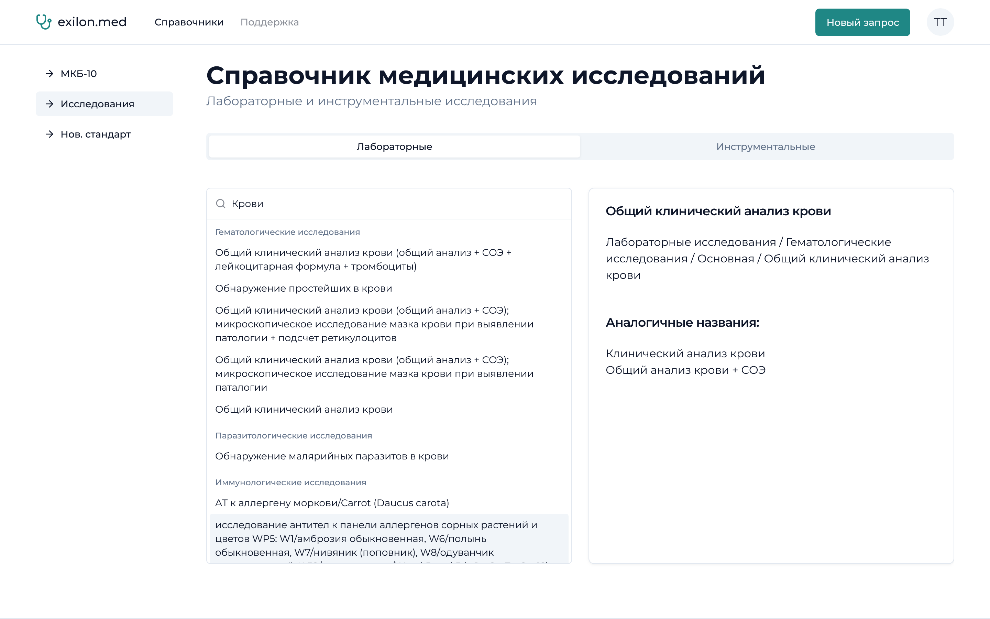 exilon.med
Справочники
Поддержка
Новый запрос
TT
МКБ-10
Исследования
Нов. стандарт
Справочник медицинских исследований
Лабораторные и инструментальные исследования
Лабораторные
Инструментальные
Крови
Гематологические исследования
Общий клинический анализ крови (общий анализ + СОЭ +
лейкоцитарная формула + тромбоциты)
Обнаружение простейших в крови
Общий клинический анализ крови (общий анализ + СОЭ);
микроскопическое исследование мазка крови при выявлении
патологии + подсчет ретикулоцитов
Общий клинический анализ крови (общий анализ + СОЭ);
микроскопическое исследование мазка крови при выявлении
паталогии
Общий клинический анализ крови
Паразитологические исследования
Обнаружение малярийных паразитов в крови
Иммунологические исследования
АТ к аллергену моркови/Carrot (Daucus carota)
исследование антител к панели аллергенов сорных растений и
цветов WP5: W1/амброзия обыкновенная, W6/полынь
обыкновенная, W7/нивяник (поповник), W8/одуванчик
Общий клинический анализ крови
Лабораторные исследования / Гематологические
исследования / Основная / Общий клинический анализ
крови
Аналогичные названия:
Клинический анализ крови
Общий анализ крови + СОЭ